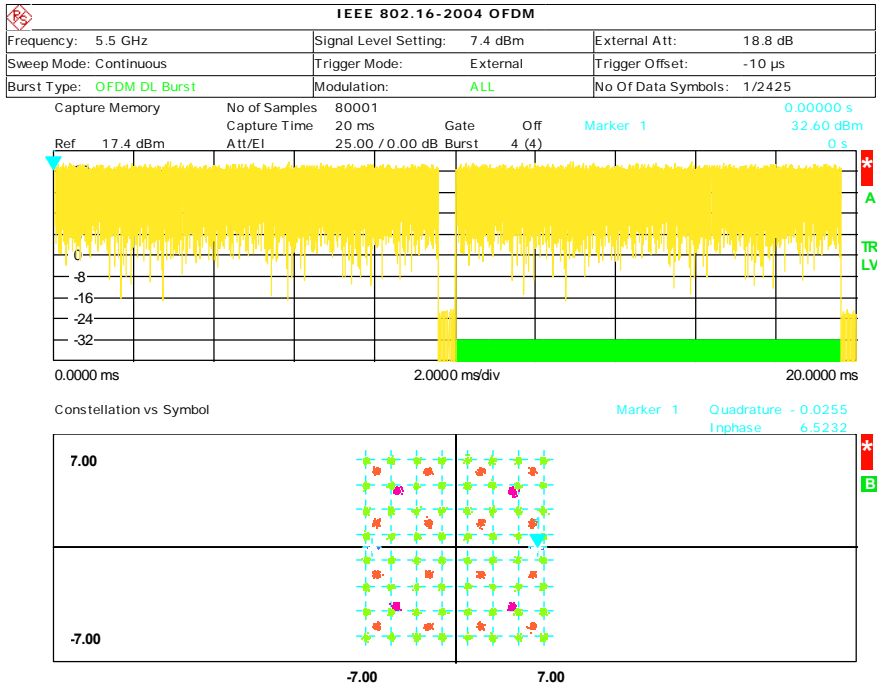 IEEE 802.16-2004 OFDM
Frequency: 5.5 GHz Signal Level Setting: 7.4 dBm External Att: 18.8 dB
Sweep Mode: Continuous Trigger Mode: External Trigger Offset: -10 µs
Burst Type: OFDM DL Burst Modulation: ALL No Of Data Symbols: 1/2425
Capture Memory No of Samples 80001 0.00000 s
Capture Time 20 ms Gate Off Marker 1 32.60 dBm
Ref 17.4 dBm Att/El 25.00 / 0.00 dB Burst 4 (4) 0 s
*
A
TR
LV
0
-8
-16
-24
-32
0.0000 ms 2.0000 ms/div 20.0000 ms
Constellation vs Symbol Marker 1 Quadrature - 0.0255
Inphase 6.5232
*
B
7.00
-7.00
-7.00 7.00